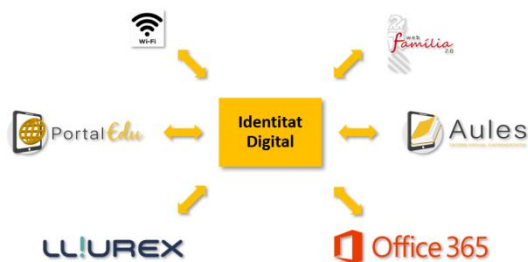 Wi-Fi
web
família
2.0
Identitat
Digital
PortalEdu
Aules
LLIUREX
Office 365